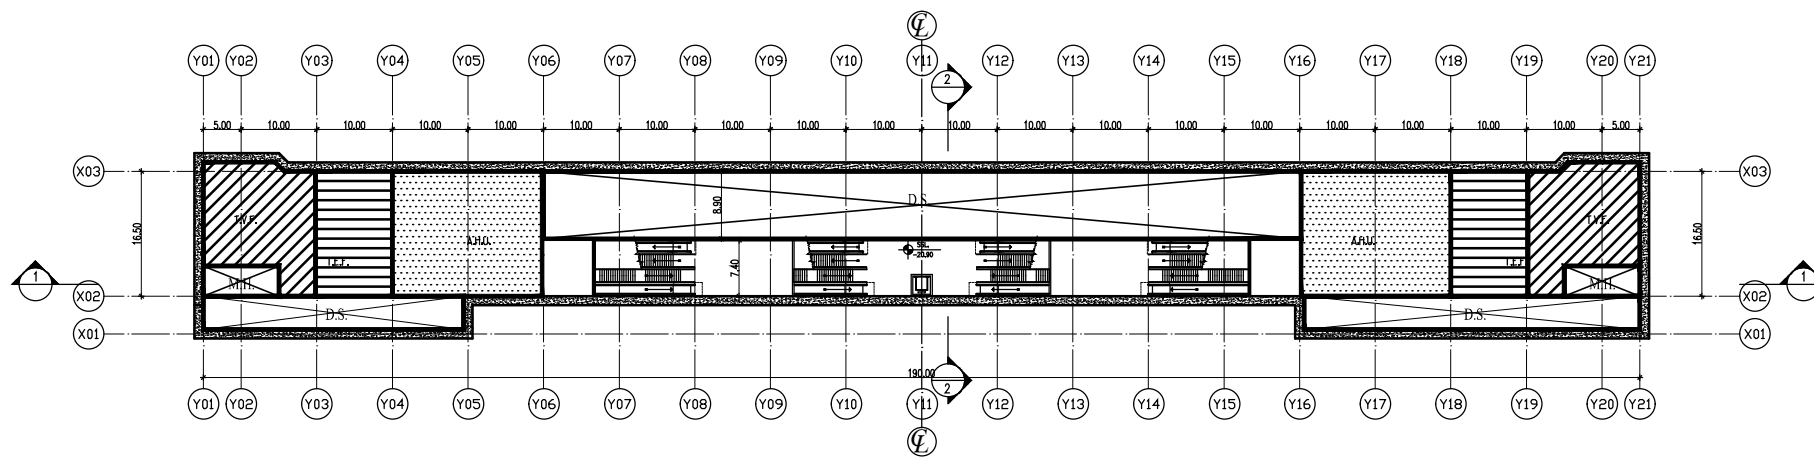 ℄
Y01 Y02 Y03 Y04 Y05 Y06 Y07 Y08 Y09 Y10 Y11 Y12 Y13 Y14 Y15 Y16 Y17 Y18 Y19 Y20 Y21
2
5.00 10.00 10.00 10.00 10.00 10.00 10.00 10.00 10.00 10.00 10.00 10.00 10.00 10.00 10.00 10.00 10.00 10.00 10.00 5.00
X03 X03
8.90 D.S.
T.V.F. T.V.F.
16.50 16.50
A.H.U. A.H.U.
SBL.
-20.90
7.40
T.E.F. T.E.F
1 M.H. M.H. 1
X02 X02
D.S. D.S.
X01 X01
190.00
2
Y01 Y02 Y03 Y04 Y05 Y06 Y07 Y08 Y09 Y10 Y11 Y12 Y13 Y14 Y15 Y16 Y17 Y18 Y19 Y20 Y21
℄